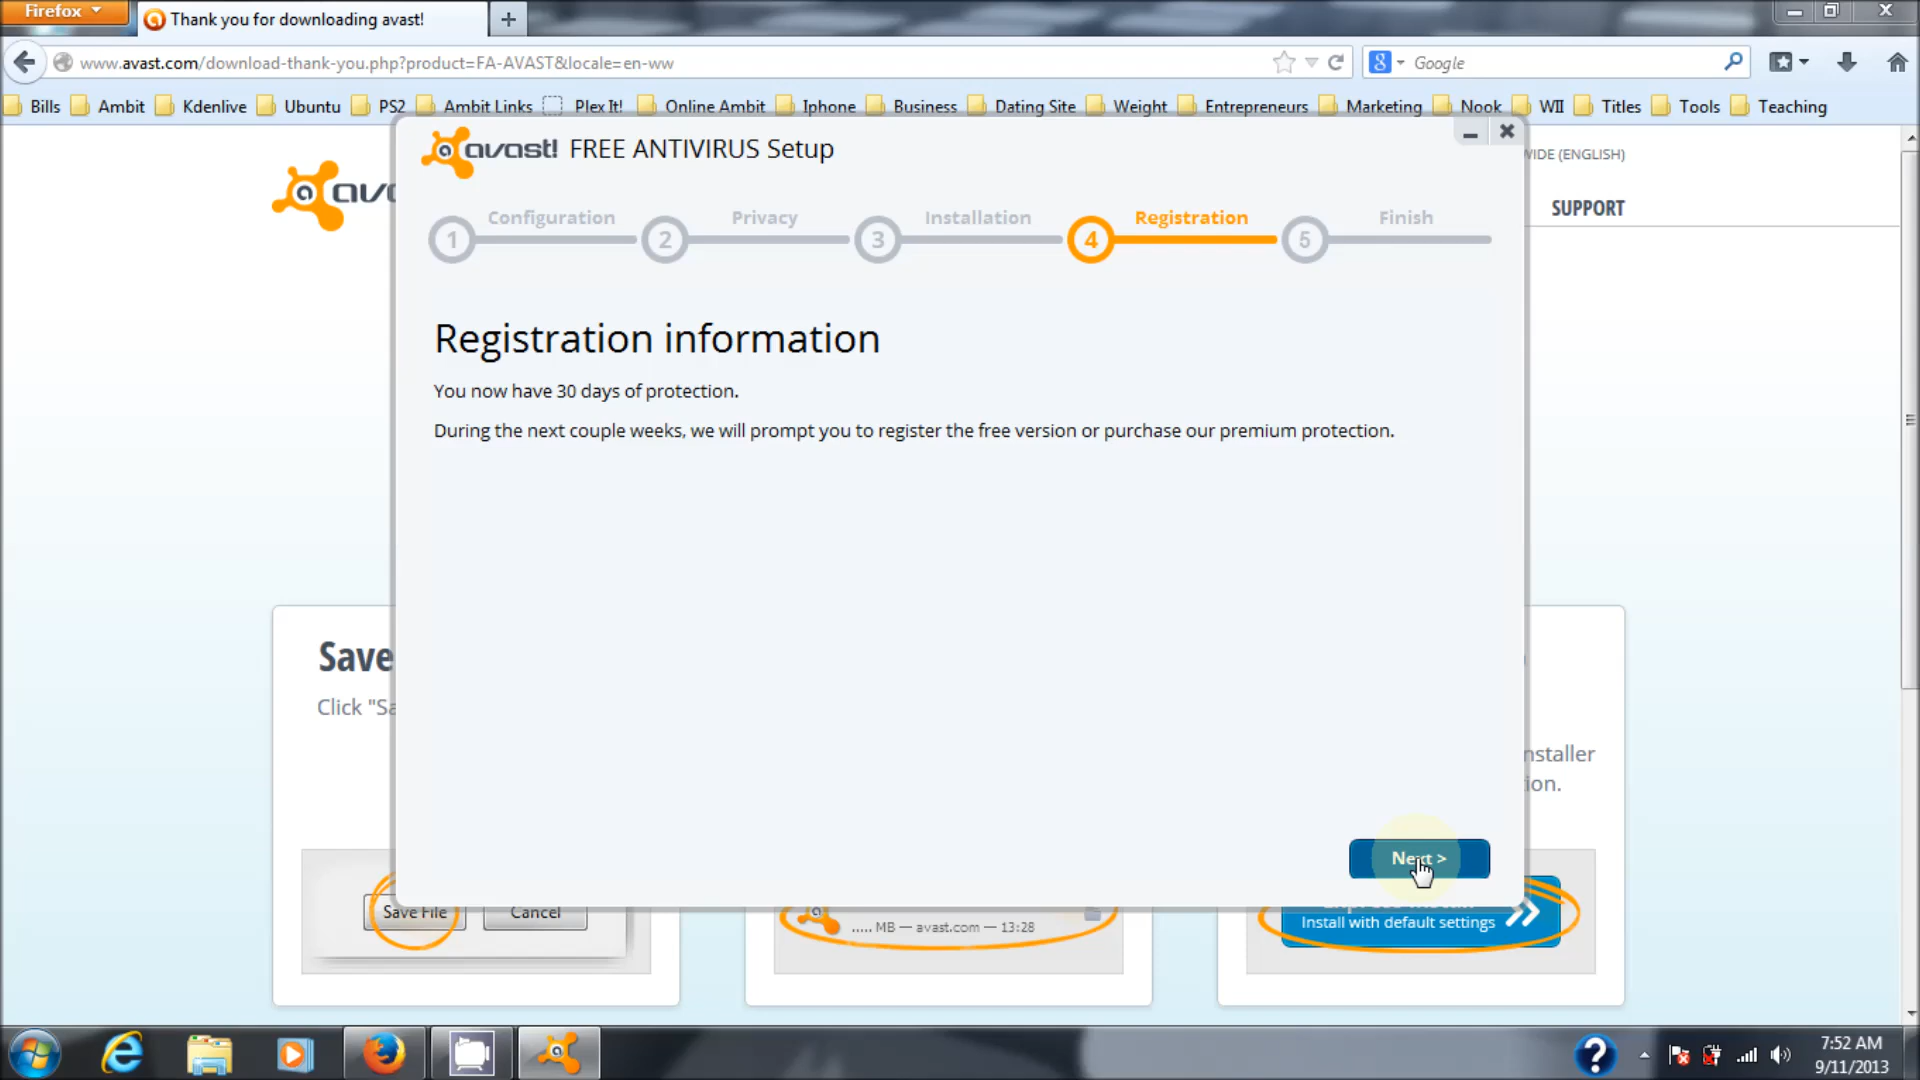 Firefox
Thank you for downloading avast!
www.avast.com/download-thank-you.php?product=FA-AVAST&locale=en-ww
Google
Bills Ambit Kdenlive Ubuntu PS2 Ambit Links Plex It! Online Ambit Iphone Business Dating Site Weight Entrepreneurs Marketing Nook WII Titles Tools Teaching
avast! FREE ANTIVIRUS Setup
WIDE (ENGLISH)
SUPPORT
Configuration Privacy Installation Registration Finish
1 2 3 4 5
Registration information
You now have 30 days of protection.
During the next couple weeks, we will prompt you to register the free version or purchase our premium protection.
Save
Click "Sa
nstaller
ion.
Next >
Save File Cancel
..... MB — avast.com — 13:28
Install with default settings
7:52 AM
9/11/2013